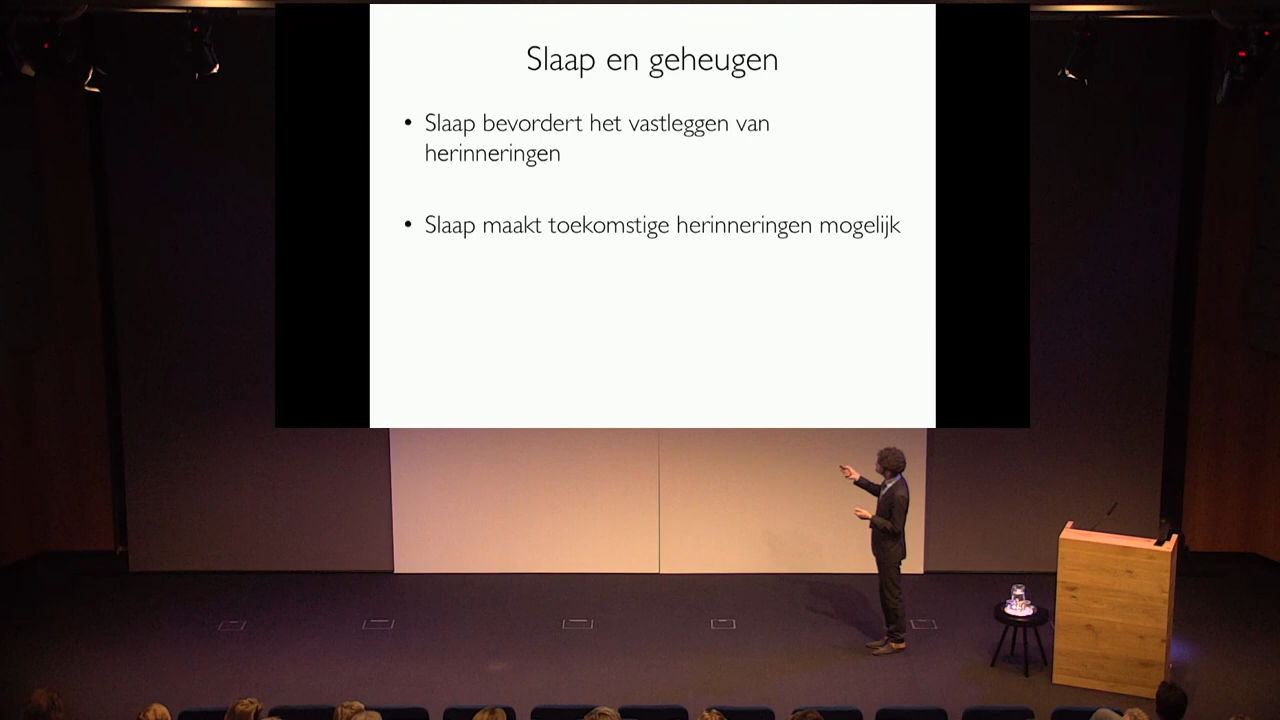 Slaap en geheugen
• Slaap bevordert het vastleggen van
herinneringen
• Slaap maakt toekomstige herinneringen mogelijk